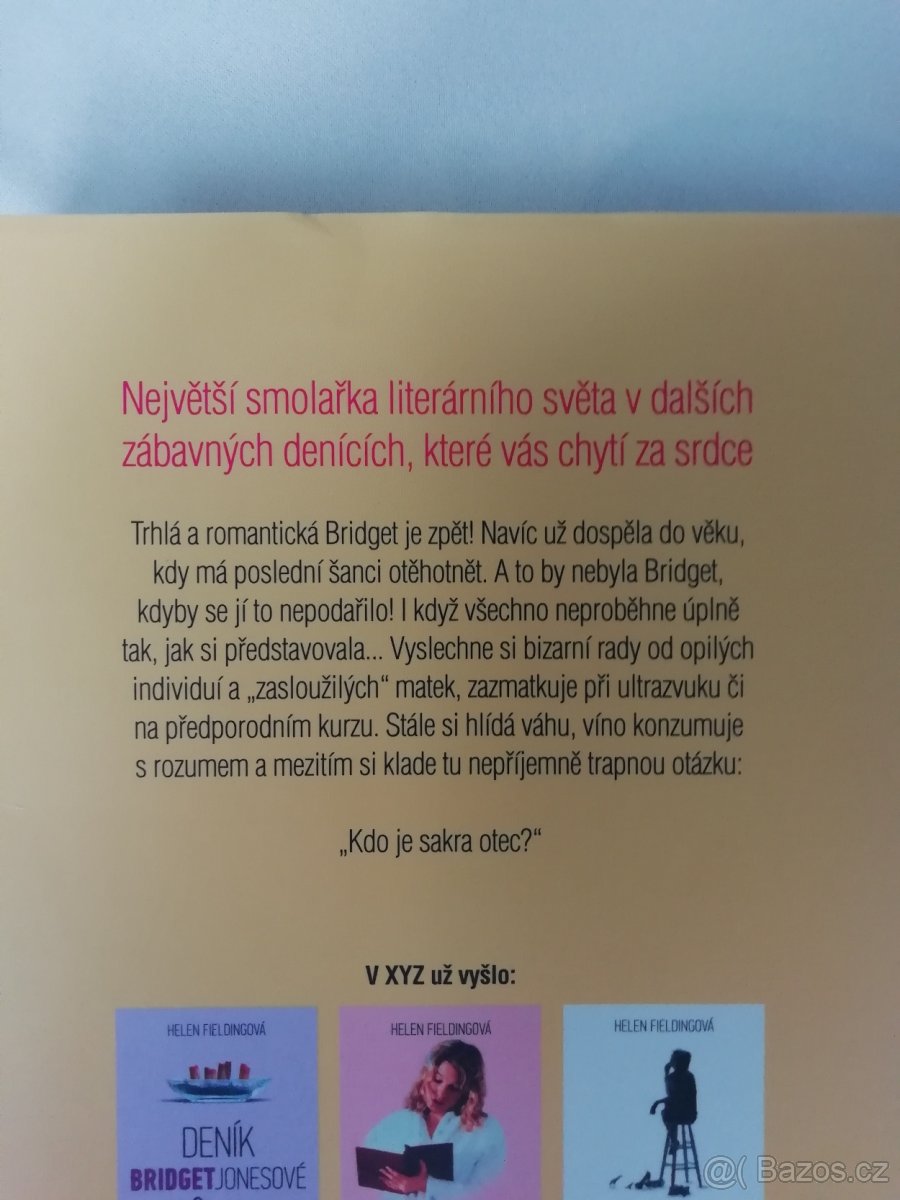 Největší smolařka literárního světa v dalších
zábavných denících, které vás chytí za srdce
Trhlá a romantická Bridget je zpět! Navíc už dospěla do věku,
kdy má poslední šanci otěhotnět. A to by nebyla Bridget,
kdyby se jí to nepodařilo! I když všechno neproběhne úplně
tak, jak si představovala... Vyslechne si bizarní rady od opilých
individuí a „zasloužilých“ matek, zazmatkuje při ultrazvuku či
na předporodním kurzu. Stále si hlídá váhu, víno konzumuje
s rozumem a mezitím si klade tu nepříjemně trapnou otázku:
„Kdo je sakra otec?“
V XYZ už vyšlo:
HELEN FIELDINGOVÁ
DENÍK
BRIDGET JONESOVÉ
HELEN FIELDINGOVÁ
HELEN FIELDINGOVÁ
@( Bazos.cz